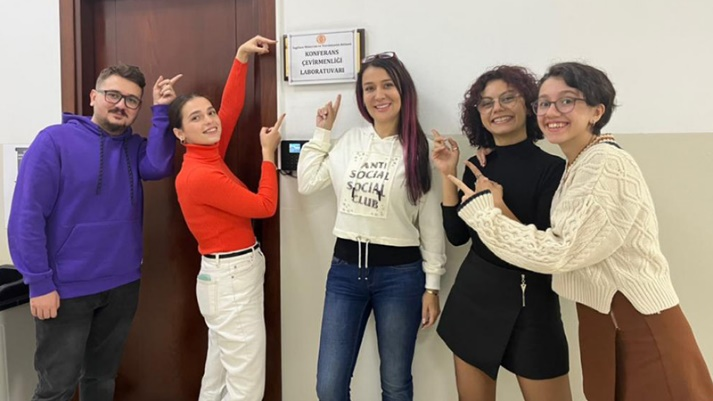 KONFERANS
ÇEVİRMENLİĞİ
LABORATUVARI
ANTI
SOCIAL
SOCIAL
CLUB